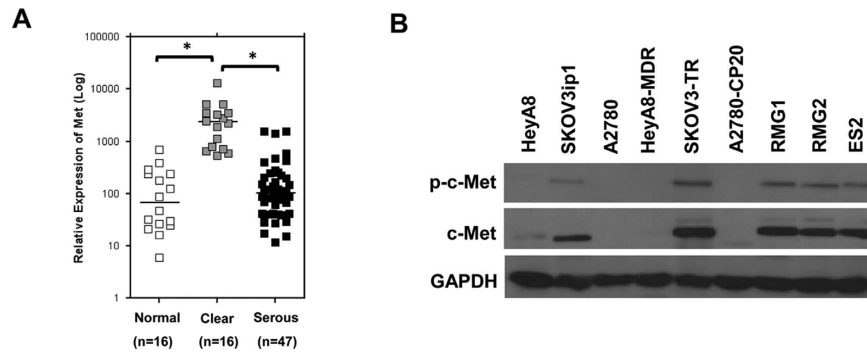 A
Relative Expression of Met (Log)
100000
10000
1000
100
10
1
*
*
Normal
(n=16)
Clear
(n=16)
Serous
(n=47)
B
HeyA8
SKOV3ip1
A2780
HeyA8-MDR
SKOV3-TR
A2780-CP20
RMG1
RMG2
ES2
p-c-Met
c-Met
GAPDH